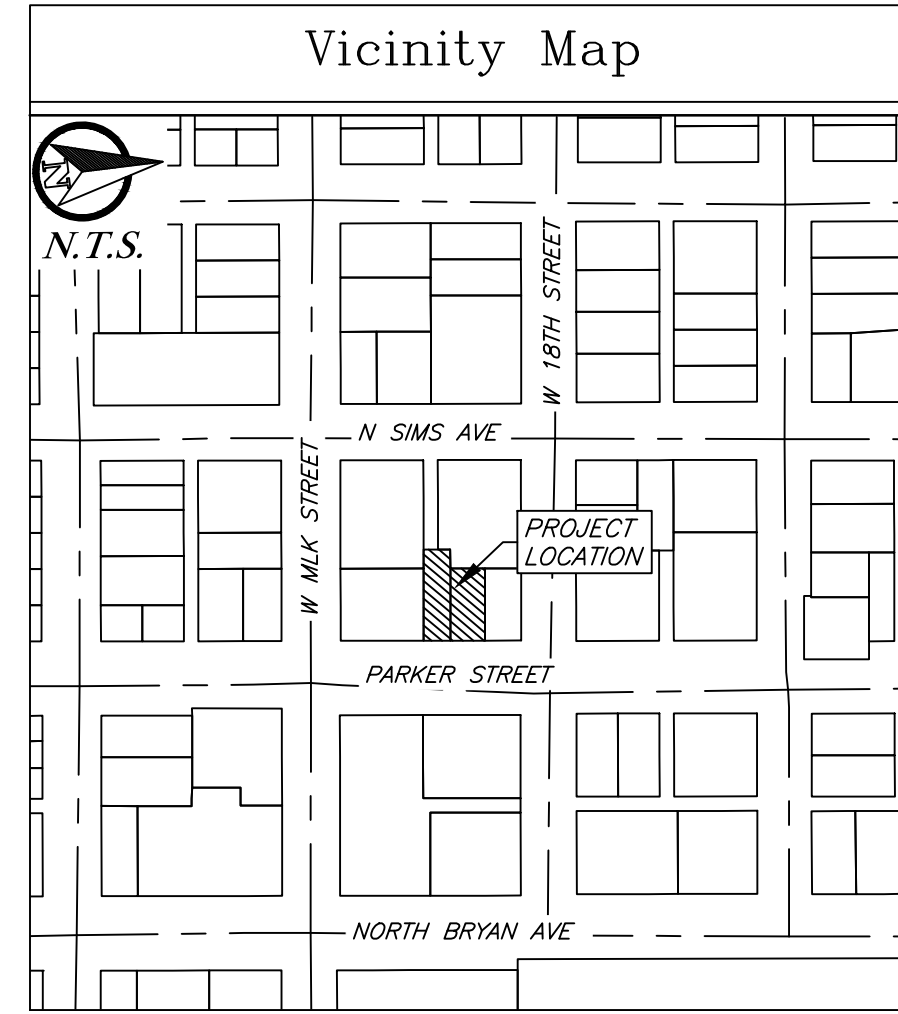 Vicinity Map
N
N.T.S.
W 18TH STREET
N SIMS AVE
W MLK STREET
PROJECT
LOCATION
PARKER STREET
NORTH BRYAN AVE